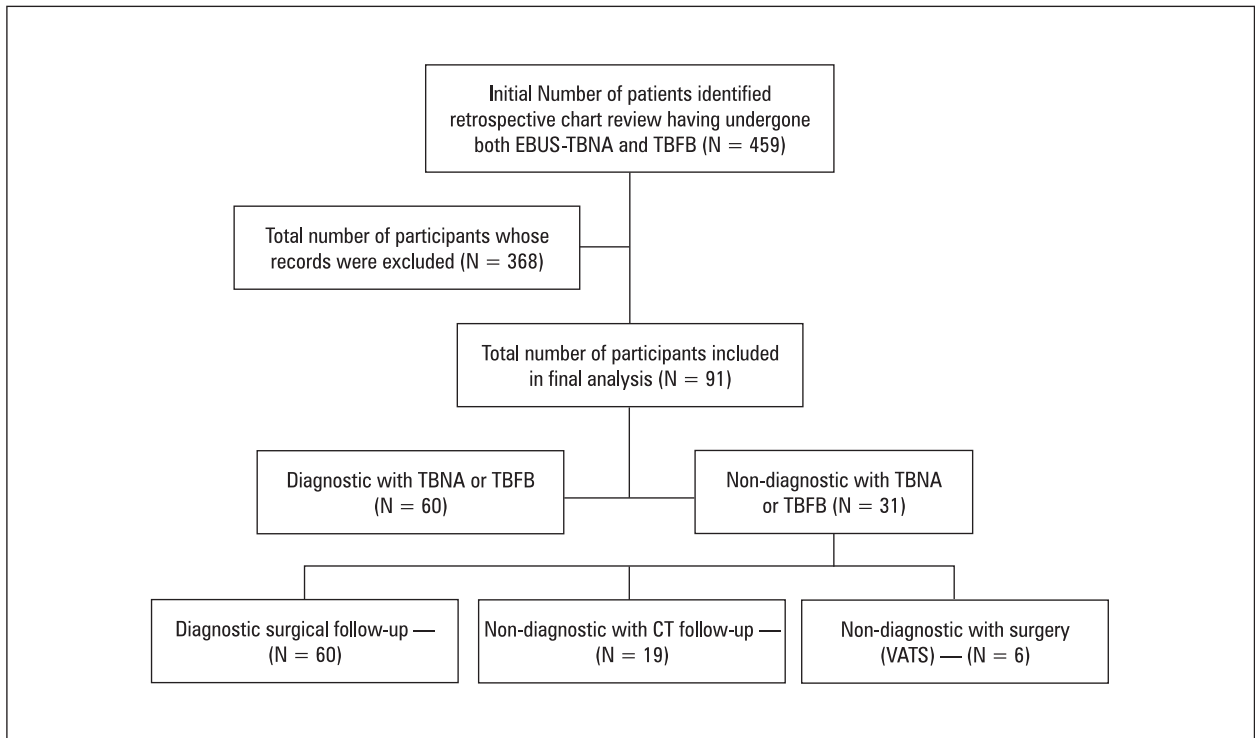 Initial Number of patients identified
retrospective chart review having undergone
both EBUS-TBNA and TBFB (N = 459)
Total number of participants whose
records were excluded (N = 368)
Total number of participants included
in final analysis (N = 91)
Diagnostic with TBNA or TBFB
(N = 60)
Non-diagnostic with TBNA
or TBFB (N = 31)
Diagnostic surgical follow-up —
(N = 60)
Non-diagnostic with CT follow-up —
(N = 19)
Non-diagnostic with surgery
(VATS) — (N = 6)